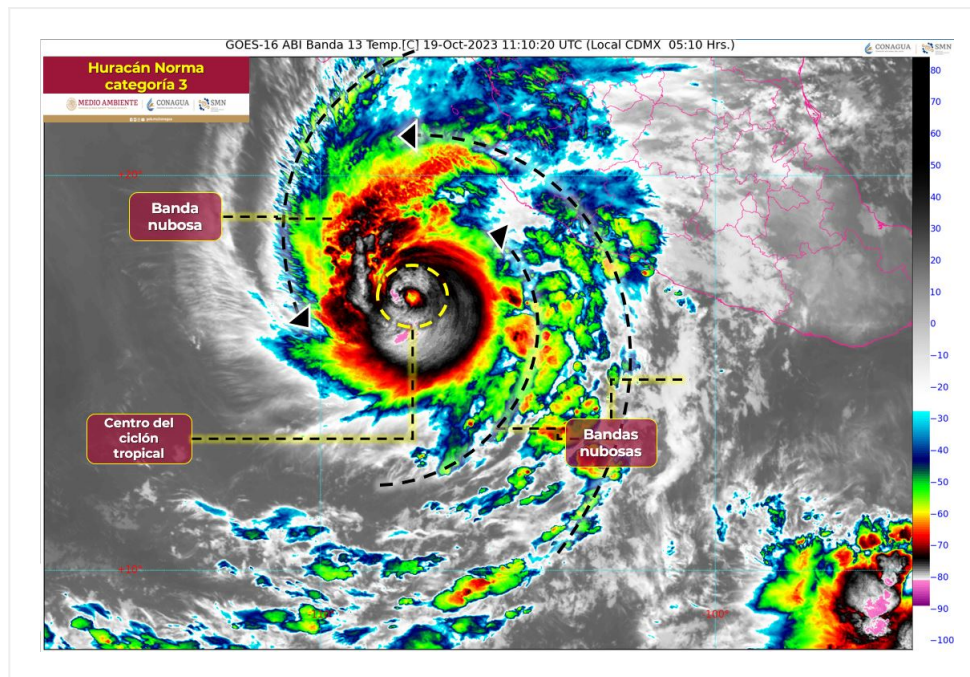 GOES-16 ABI Banda 13 Temp.[C] 19-Oct-2023 11:10:20 UTC (Local CDMX 05:10 Hrs.)
CONAGUA
SMN
Huracán Norma
categoría 3
MEDIO AMBIENTE
CONAGUA
SMN
80
70
60
50
40
30
20
10
0
−10
−20
−30
−40
−50
−60
−70
−80
−90
−100
Banda
nubosa
Centro del
ciclón
tropical
Bandas
nubosas
100°